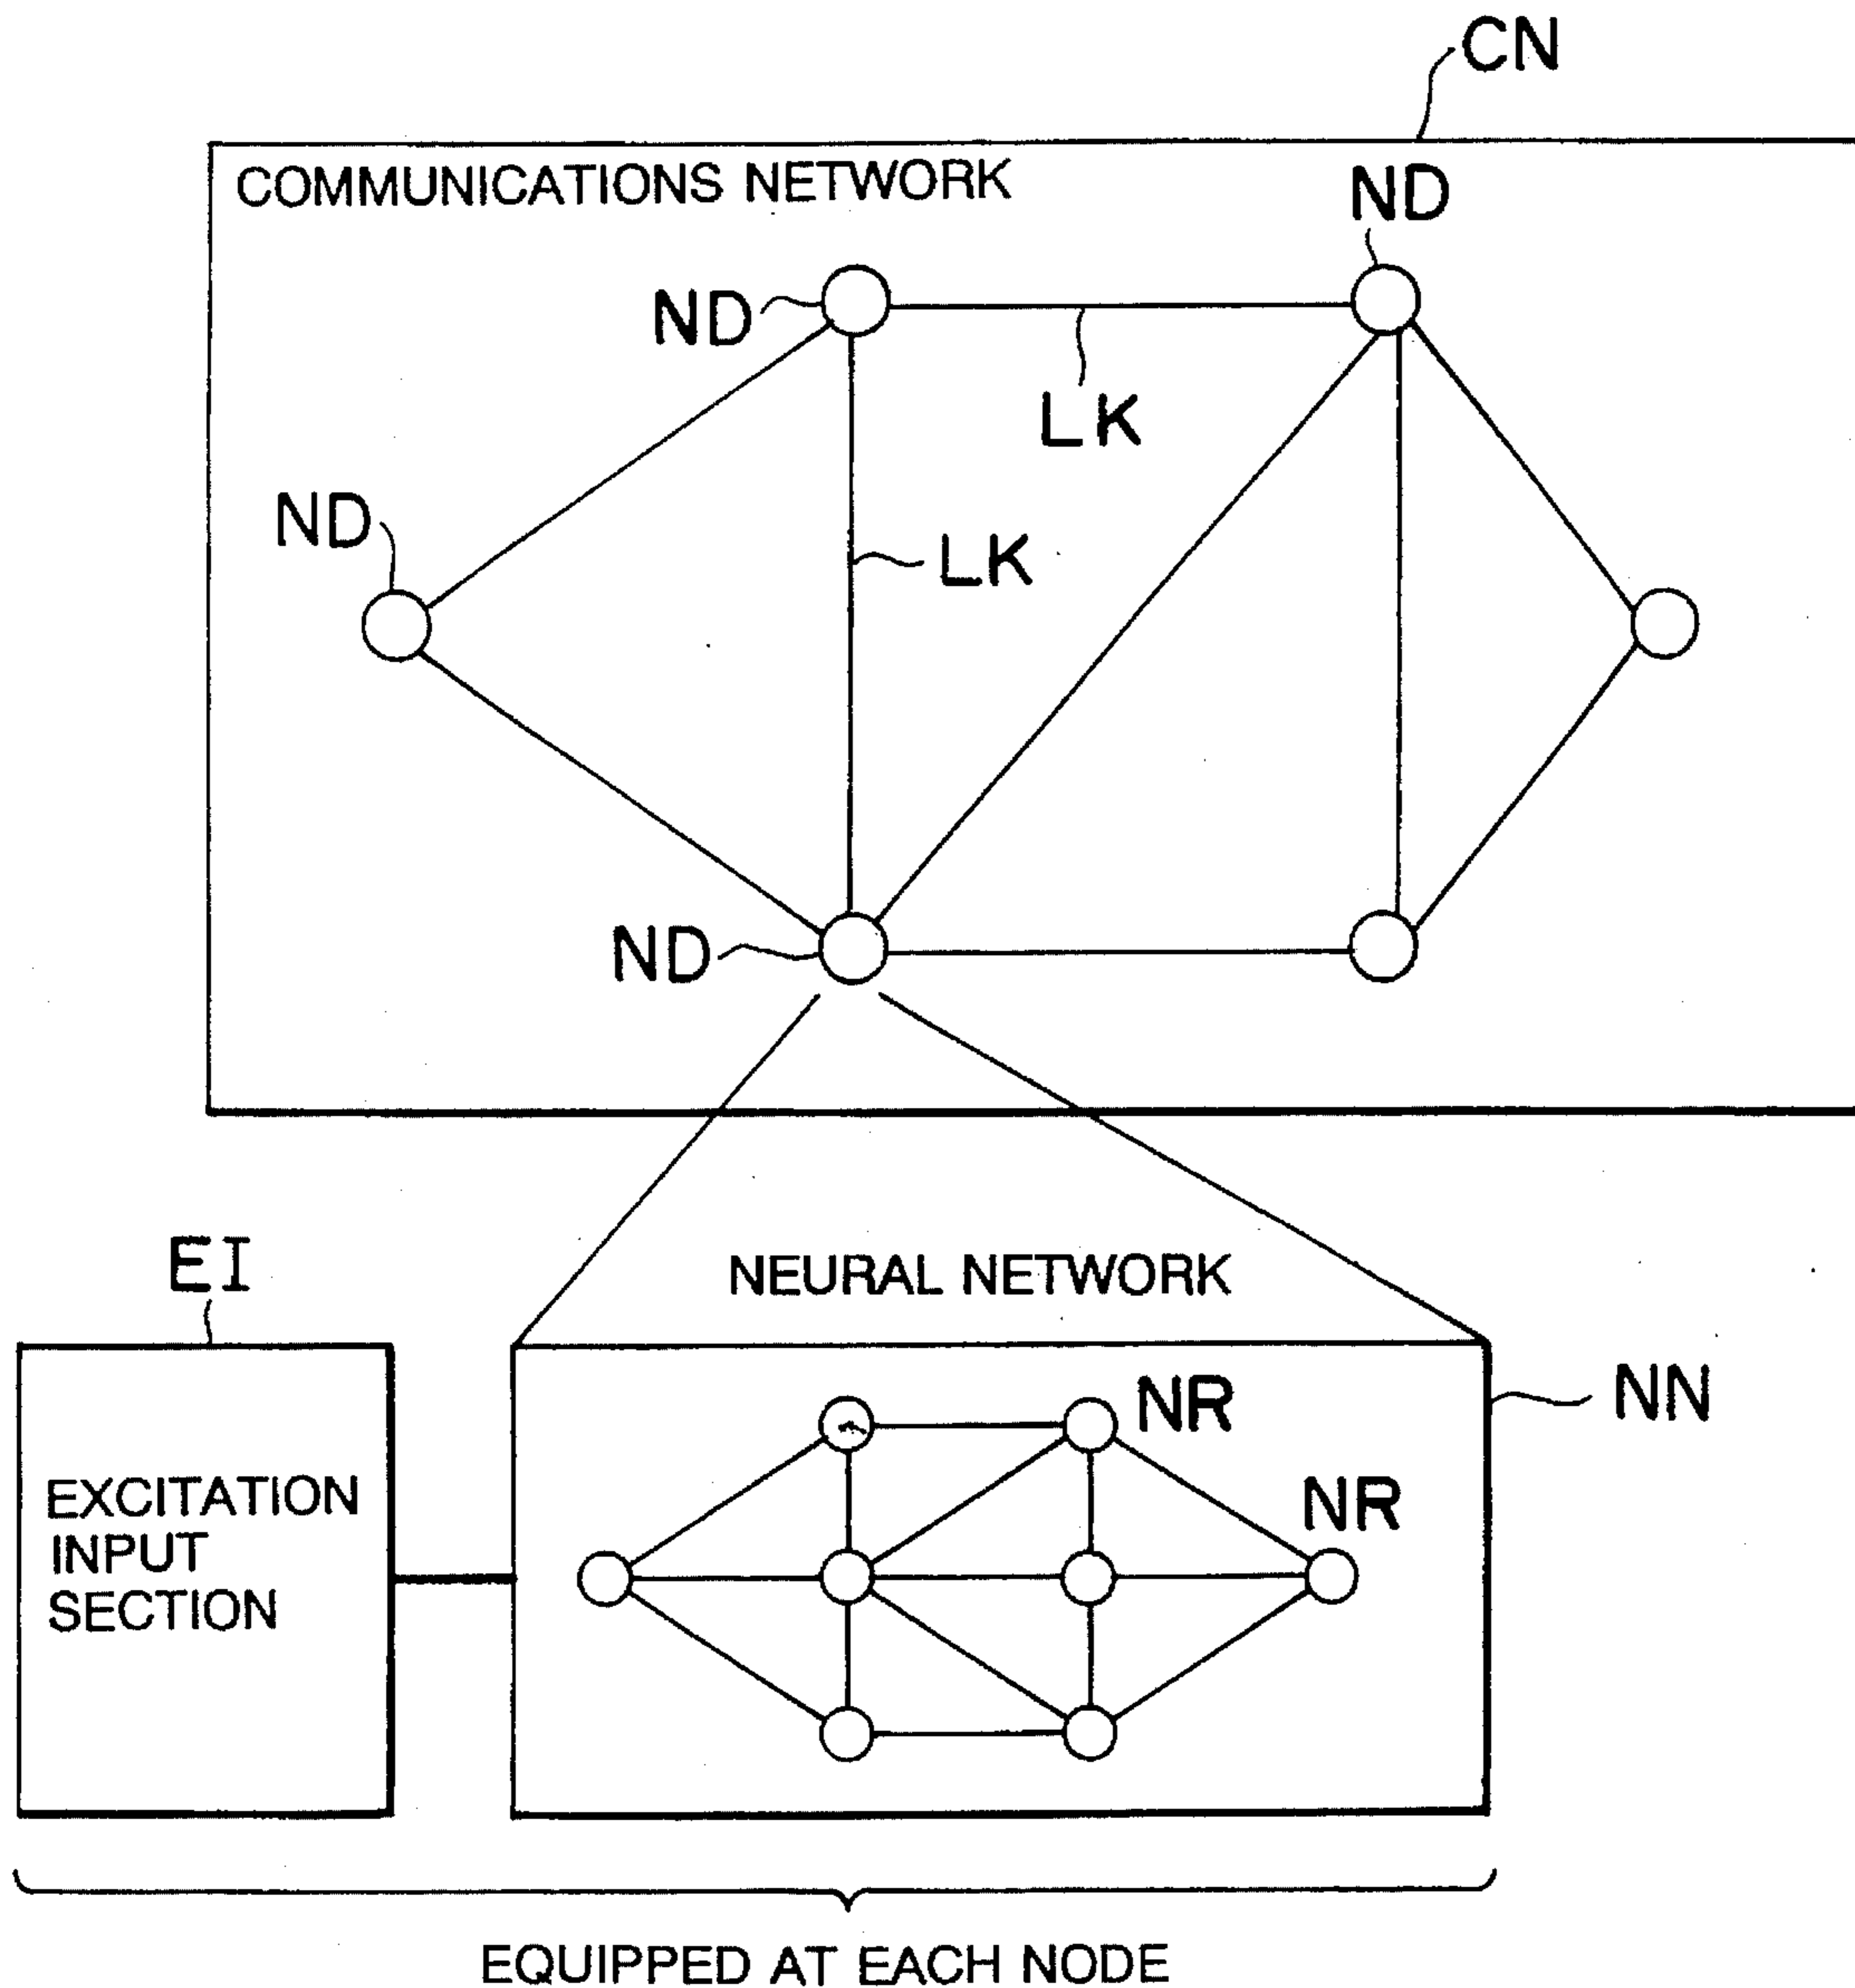 CN
COMMUNICATIONS NETWORK
ND
ND
LK
ND
LK
ND
EI
NEURAL NETWORK
NR
NN
NR
EXCITATION
INPUT
SECTION
EQUIPPED AT EACH NODE